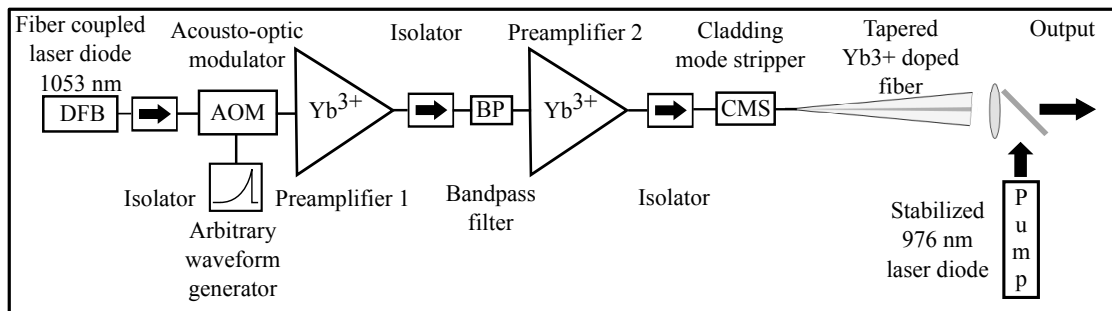 Fiber coupled
laser diode
1053 nm
DFB
Isolator
Acousto-optic
modulator
AOM
Arbitrary
waveform
generator
Yb3+
Preamplifier 1
Isolator
BP
Bandpass
filter
Preamplifier 2
Yb3+
Isolator
Cladding
mode stripper
CMS
Tapered
Yb3+ doped
fiber
Output
Stabilized
976 nm
laser diode
Pump